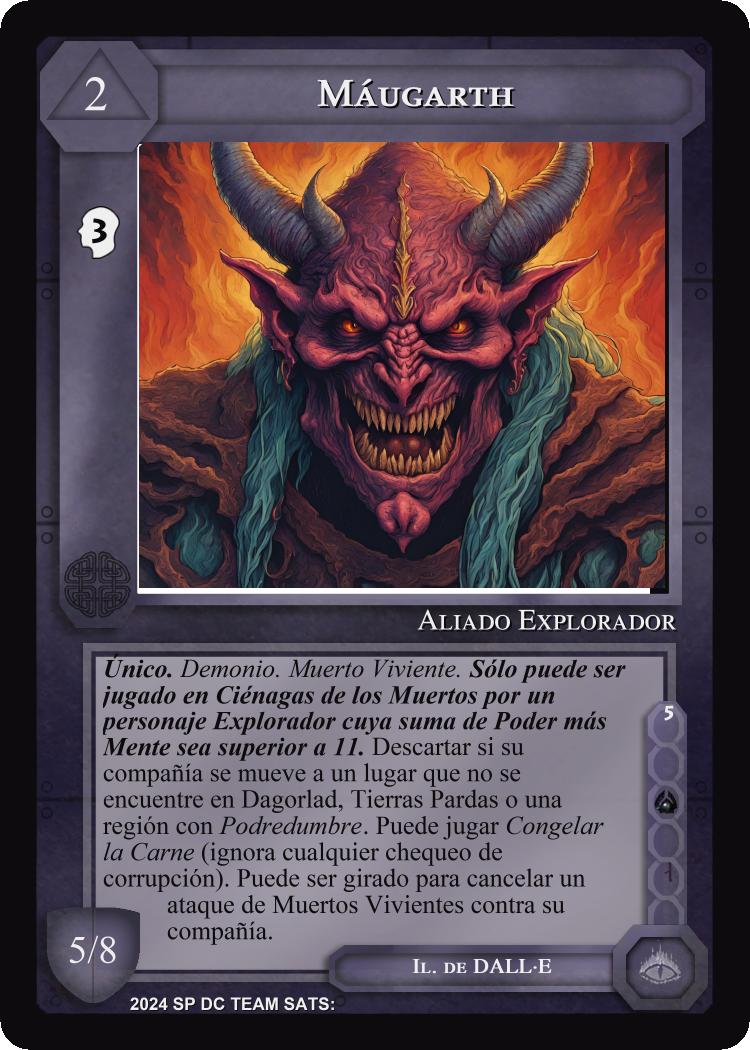 2
Máugarth
3
Aliado Explorador
Único. Demonio. Muerto Viviente. Sólo puede ser
jugado en Ciénagas de los Muertos por un
personaje Explorador cuya suma de Poder más
Mente sea superior a 11. Descartar si su
compañía se mueve a un lugar que no se
encuentre en Dagorlad, Tierras Pardas o una
región con Podredumbre. Puede jugar Congelar
la Carne (ignora cualquier chequeo de
corrupción). Puede ser girado para cancelar un
ataque de Muertos Vivientes contra su
compañía.
5
1
5/8
Il. de DALL·E
2024 SP DC TEAM SATS: